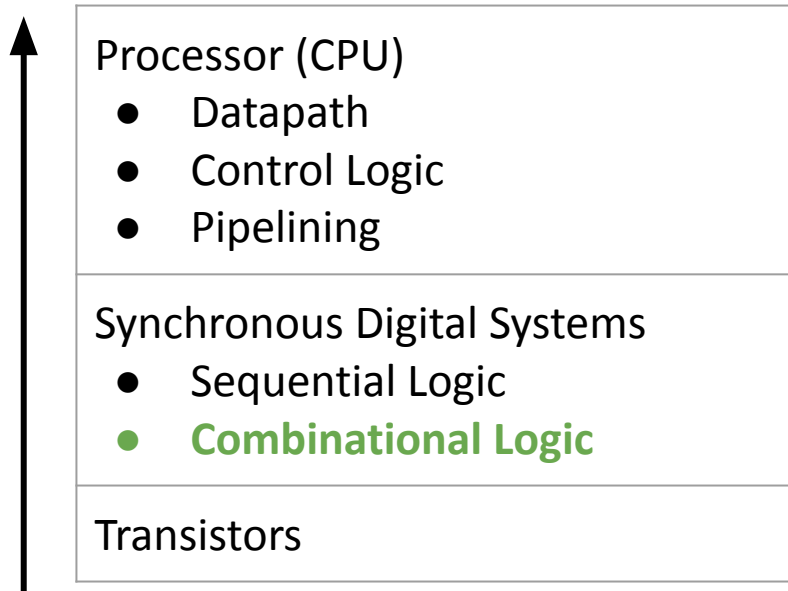 Processor (CPU)
● Datapath
● Control Logic
● Pipelining
Synchronous Digital Systems
● Sequential Logic
● Combinational Logic
Transistors